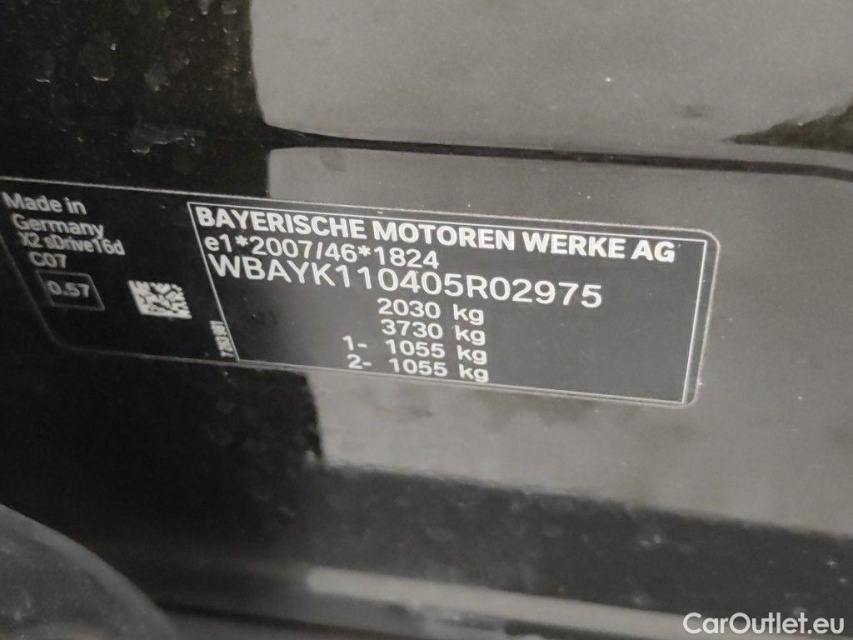 Made in
Germany
X2 sDrive16d
C07
0.57
BAYERISCHE MOTOREN WERKE AG
e1*2007/46*1824
WBAYK110405R02975
2030 kg
3730 kg
1- 1055 kg
2- 1055 kg
CarOutlet.eu